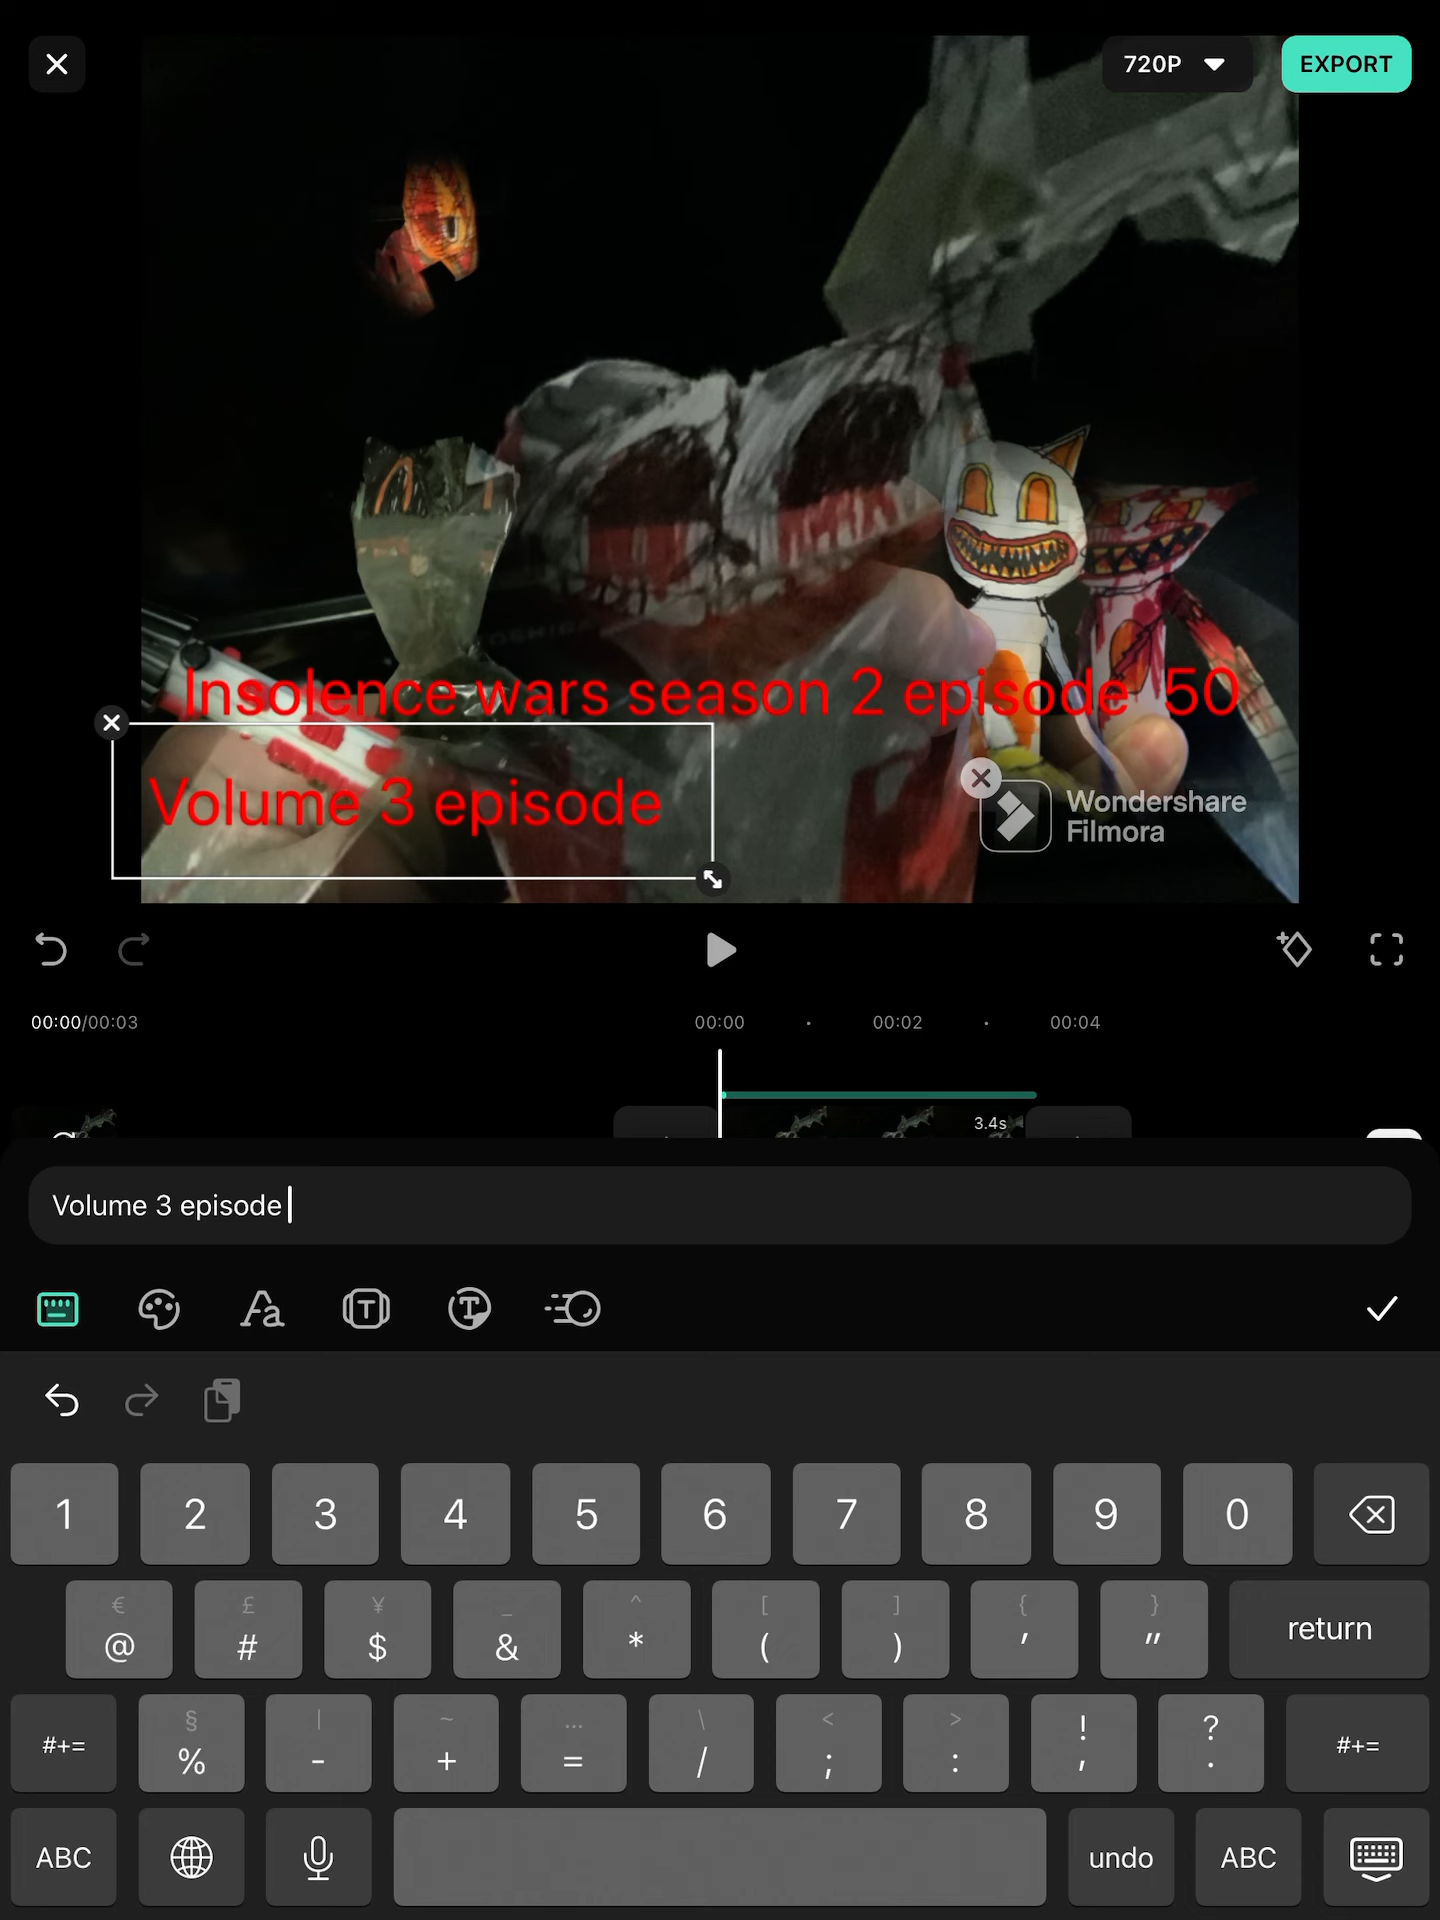 720P
EXPORT
Insolence wars season 2 episode 50
Volume 3 episode
Wondershare
Filmora
00:00/00:03
00:00
00:02
00:04
3.4s
Volume 3 episode
1 2 3 4 5 6 7 8 9 0
€ £ ¥ _ ^ [ ] { }
@ # $ & * ( ) ' "
return
§ | ~ … \ < > ! ?
#+= % - + = / ; : , . #+=
ABC
undo
ABC